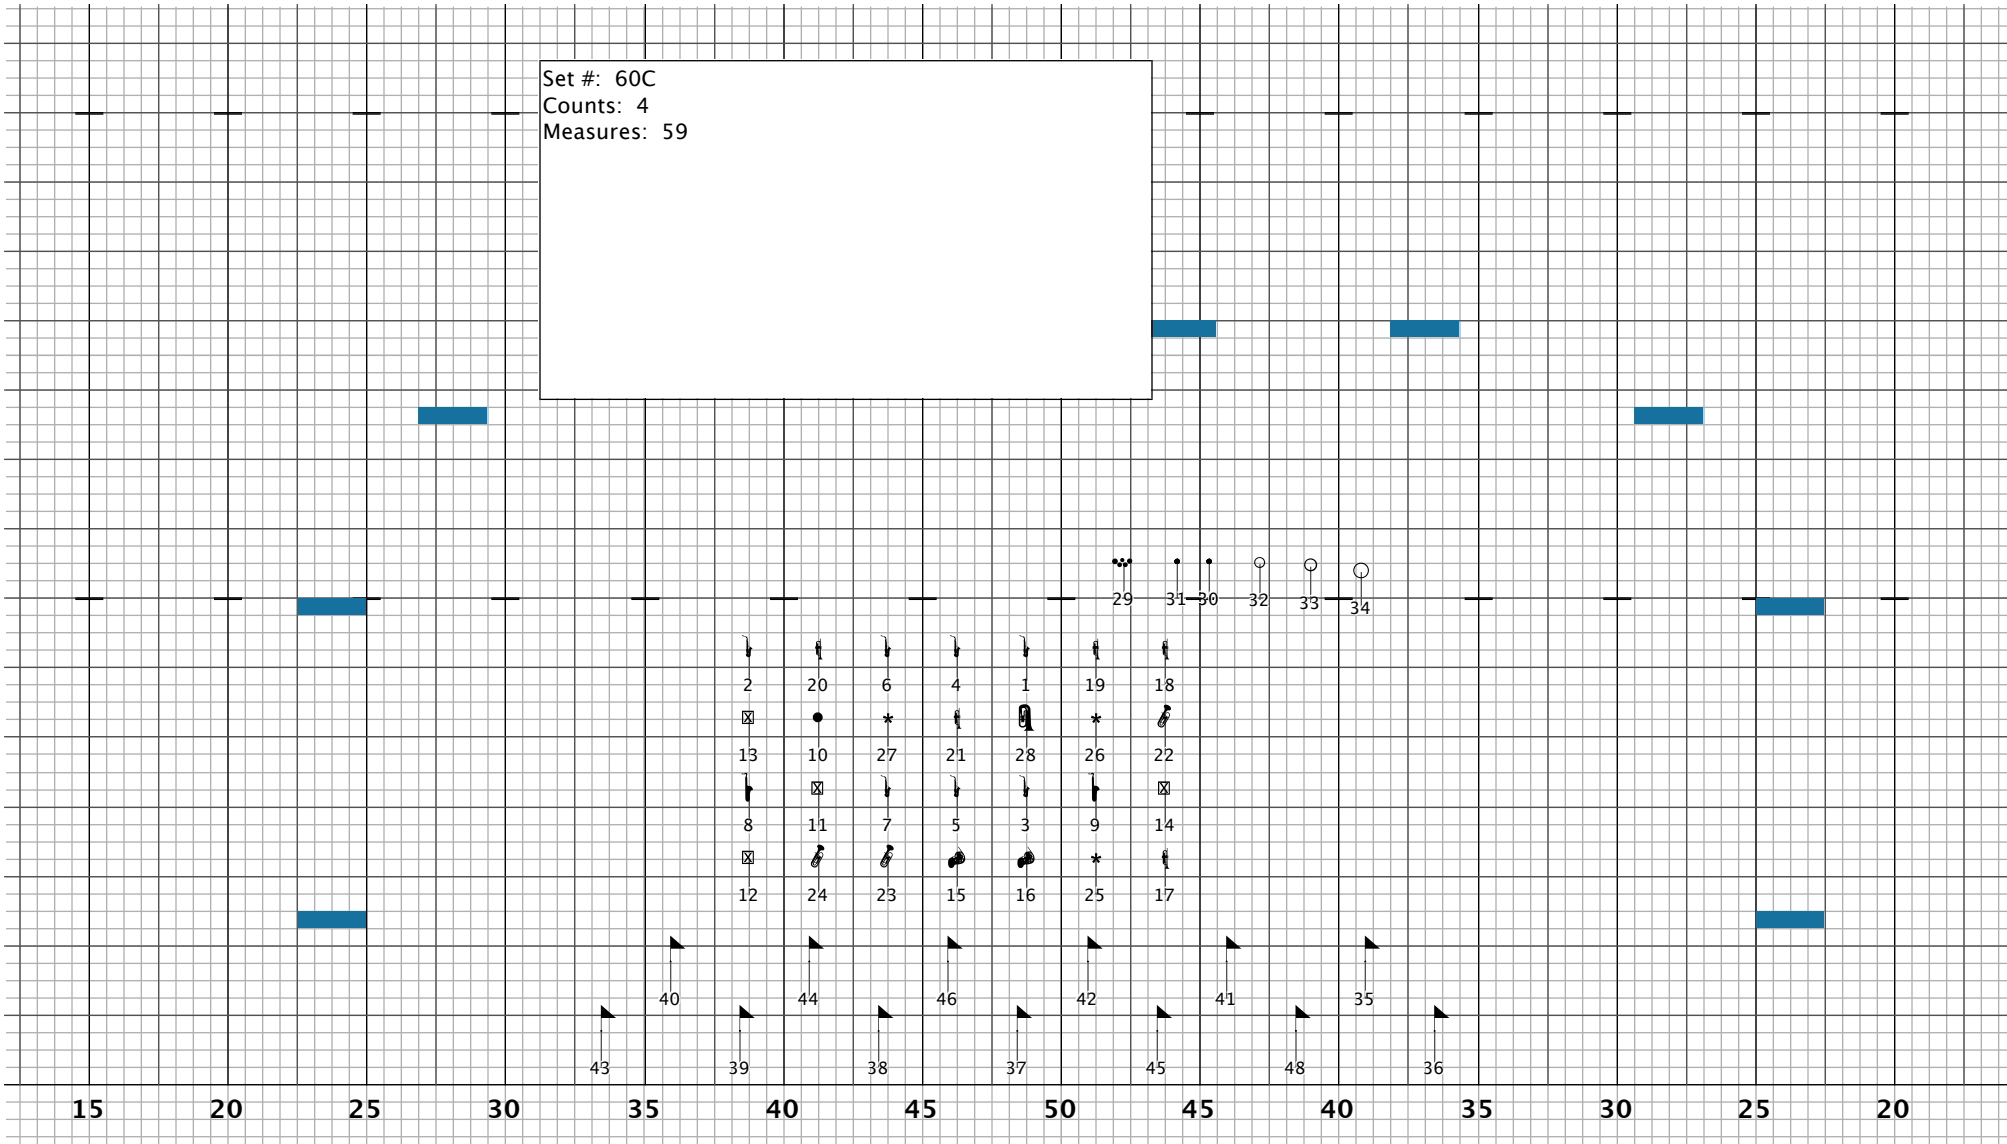 Set #: 60C
Counts: 4
Measures: 59
29 31 30 32 33 34
2 20 6 4 1 19 18
13 10 27 21 28 26 22
8 11 7 5 3 9 14
12 24 23 15 16 25 17
40 44 46 42 41 35
43 39 38 37 45 48 36
15 20 25 30 35 40 45 50 45 40 35 30 25 20